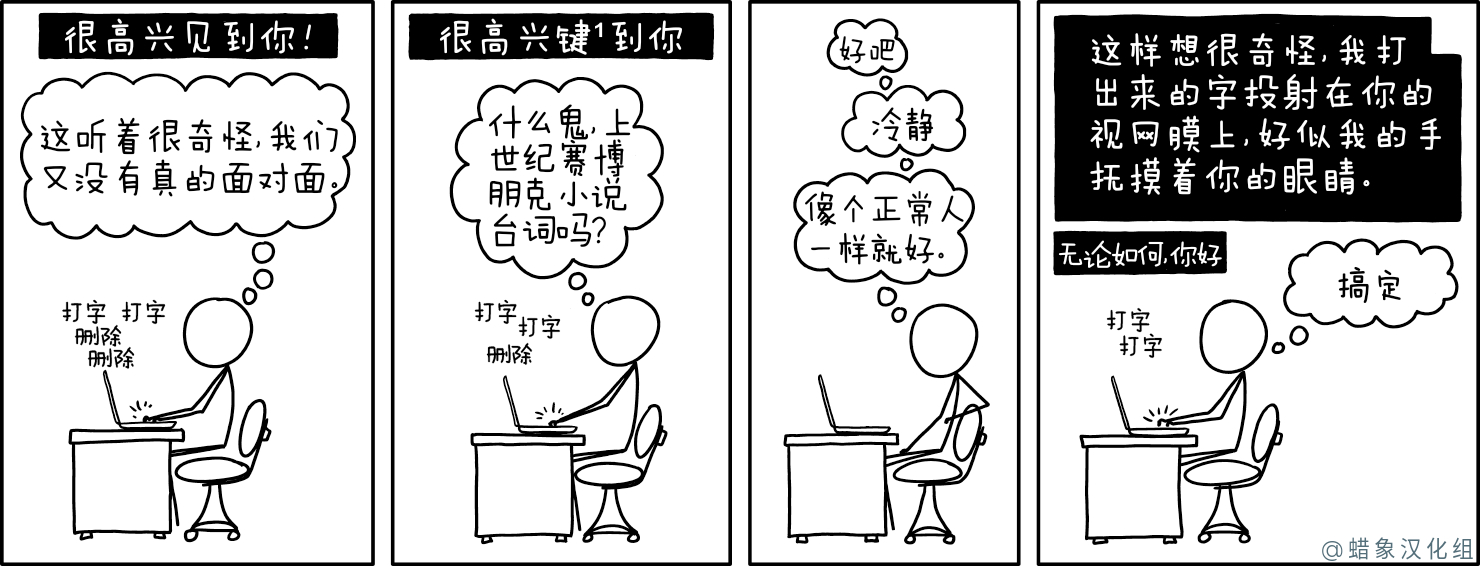 很高兴见到你！
这听着很奇怪，我们
又没有真的面对面。
打字 打字
删除
删除
很高兴键¹到你
什么鬼，上
世纪赛博
朋克小说
台词吗？
打字
打字
删除
好吧
冷静
像个正常人
一样就好。
这样想很奇怪，我打
出来的字投射在你的
视网膜上，好似我的手
抚摸着你的眼睛。
无论如何，你好
搞定
打字
打字
@蜡象汉化组